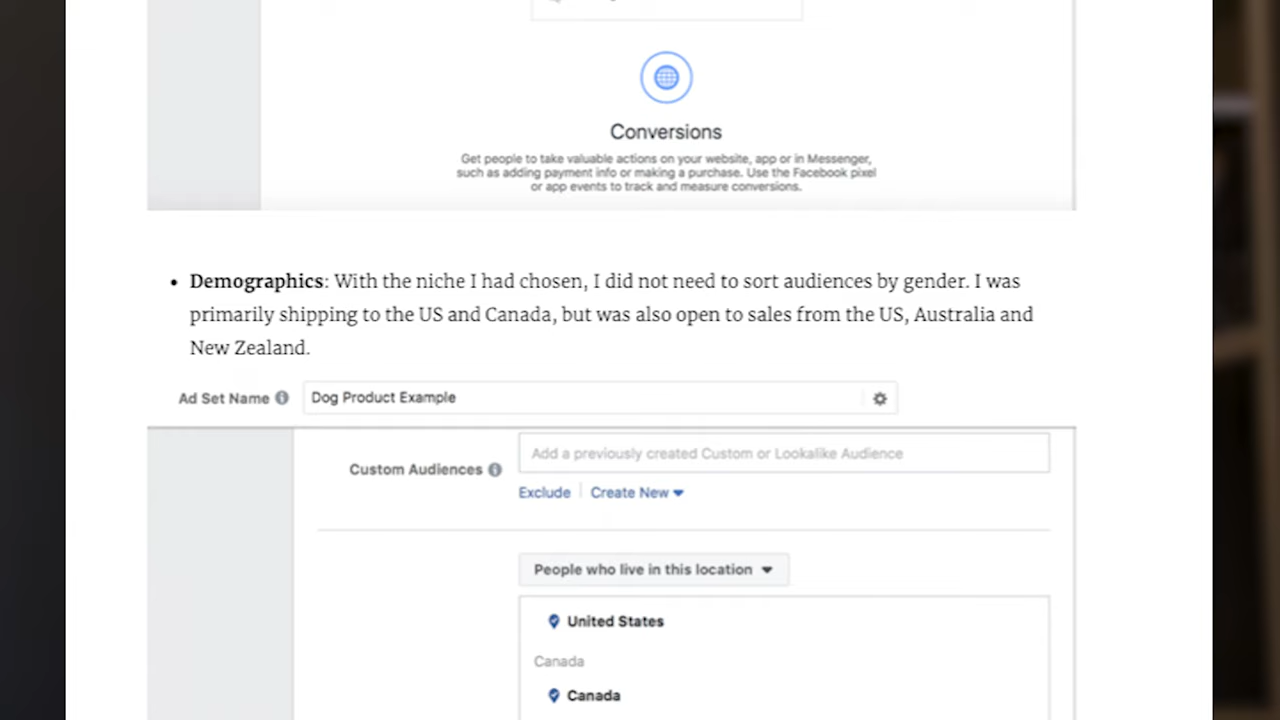 Conversions
Get people to take valuable actions on your website, app or in Messenger,
such as adding payment info or making a purchase. Use the Facebook pixel
or app events to track and measure conversions.
• Demographics: With the niche I had chosen, I did not need to sort audiences by gender. I was
primarily shipping to the US and Canada, but was also open to sales from the US, Australia and
New Zealand.
Ad Set Name Dog Product Example
Custom Audiences Add a previously created Custom or Lookalike Audience
Exclude Create New
People who live in this location
United States
Canada
Canada